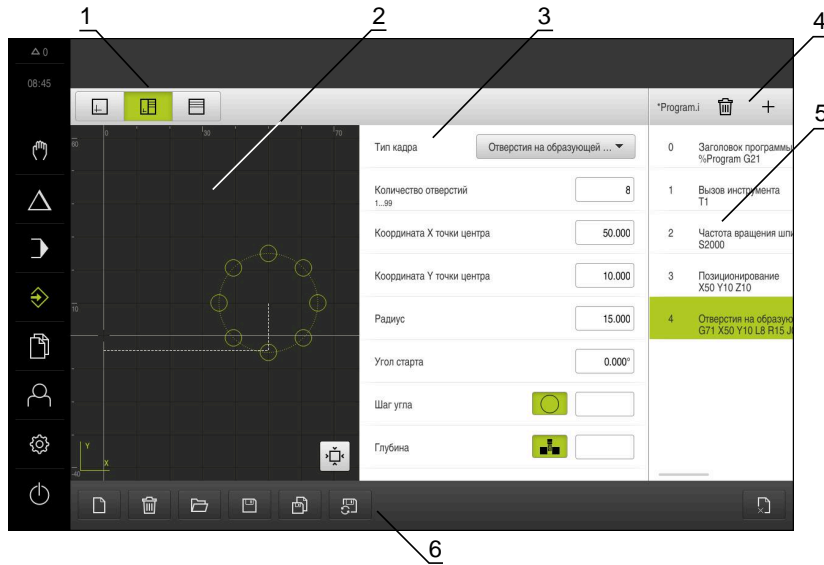 1
2
3
4
5
6
0
08:45
*Program.i
0
30
70
60
10
-40
Y
X
Тип кадра
Отверстия на образующей ...
Количество отверстий
1...99
8
Координата X точки центра
50.000
Координата Y точки центра
10.000
Радиус
15.000
Угол старта
0.000°
Шаг угла
Глубина
0
Заголовок программы
%Program G21
1
Вызов инструмента
T1
2
Частота вращения шпи
S2000
3
Позиционирование
X50 Y10 Z10
4
Отверстия на образую
G71 X50 Y10 L8 R15 J